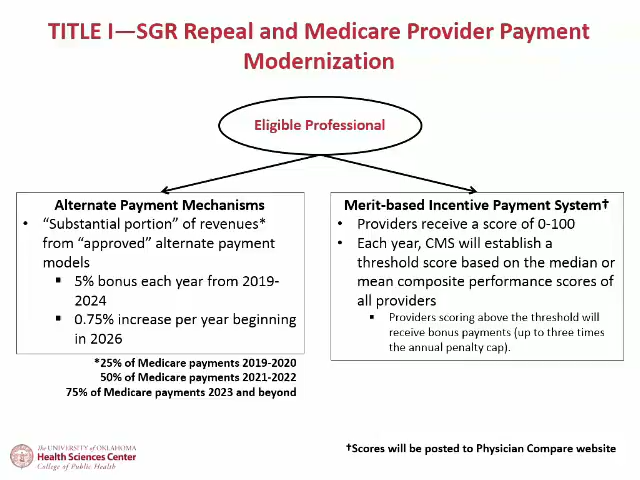 TITLE I—SGR Repeal and Medicare Provider Payment
Modernization
Eligible Professional
Alternate Payment Mechanisms
• “Substantial portion” of revenues*
from “approved” alternate payment
models
▪ 5% bonus each year from 2019-
2024
▪ 0.75% increase per year beginning
in 2026
*25% of Medicare payments 2019-2020
50% of Medicare payments 2021-2022
75% of Medicare payments 2023 and beyond
Merit-based Incentive Payment System†
• Providers receive a score of 0-100
• Each year, CMS will establish a
threshold score based on the median or
mean composite performance scores of
all providers
▪ Providers scoring above the threshold will
receive bonus payments (up to three times
the annual penalty cap).
The UNIVERSITY of OKLAHOMA
Health Sciences Center
College of Public Health
†Scores will be posted to Physician Compare website